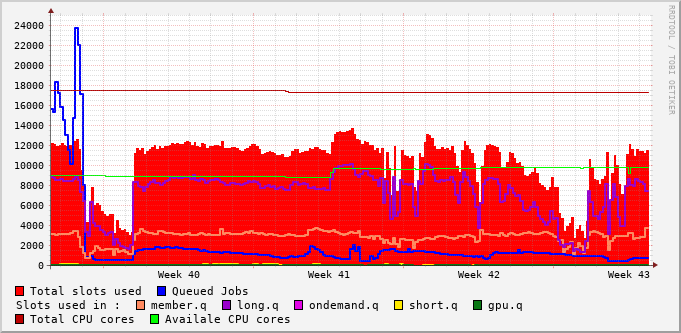 RRDTOOL / TOBI OETIKER
24000
22000
20000
18000
16000
14000
12000
10000
8000
6000
4000
2000
0
Week 40 Week 41 Week 42 Week 43
Total slots used Queued Jobs
Slots used in : member.q long.q ondemand.q short.q gpu.q
Total CPU cores Availale CPU cores